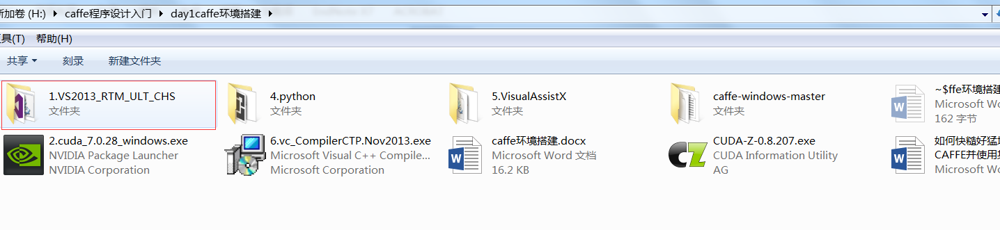 新加卷 (H:) ▸ caffe程序设计入门 ▸ day1caffe环境搭建 ▸
工具(T) 帮助(H)
共享 刻录 新建文件夹
1.VS2013_RTM_ULT_CHS
文件夹
4.python
文件夹
5.VisualAssistX
文件夹
caffe-windows-master
文件夹
~$ffe环境搭建
Microsoft Wo
162 字节
2.cuda_7.0.28_windows.exe
NVIDIA Package Launcher
NVIDIA Corporation
6.vc_CompilerCTP.Nov2013.exe
Microsoft Visual C++ Compile...
Microsoft Corporation
caffe环境搭建.docx
Microsoft Word 文档
16.2 KB
CUDA-Z-0.8.207.exe
CUDA Information Utility
AG
如何快糙好猛地
CAFFE并使用其
Microsoft Wo